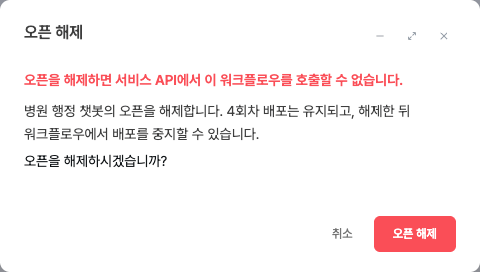 오픈 해제
오픈을 해제하면 서비스 API에서 이 워크플로우를 호출할 수 없습니다.
병원 행정 챗봇의 오픈을 해제합니다. 4회차 배포는 유지되고, 해제한 뒤
워크플로우에서 배포를 중지할 수 있습니다.
오픈을 해제하시겠습니까?
취소
오픈 해제